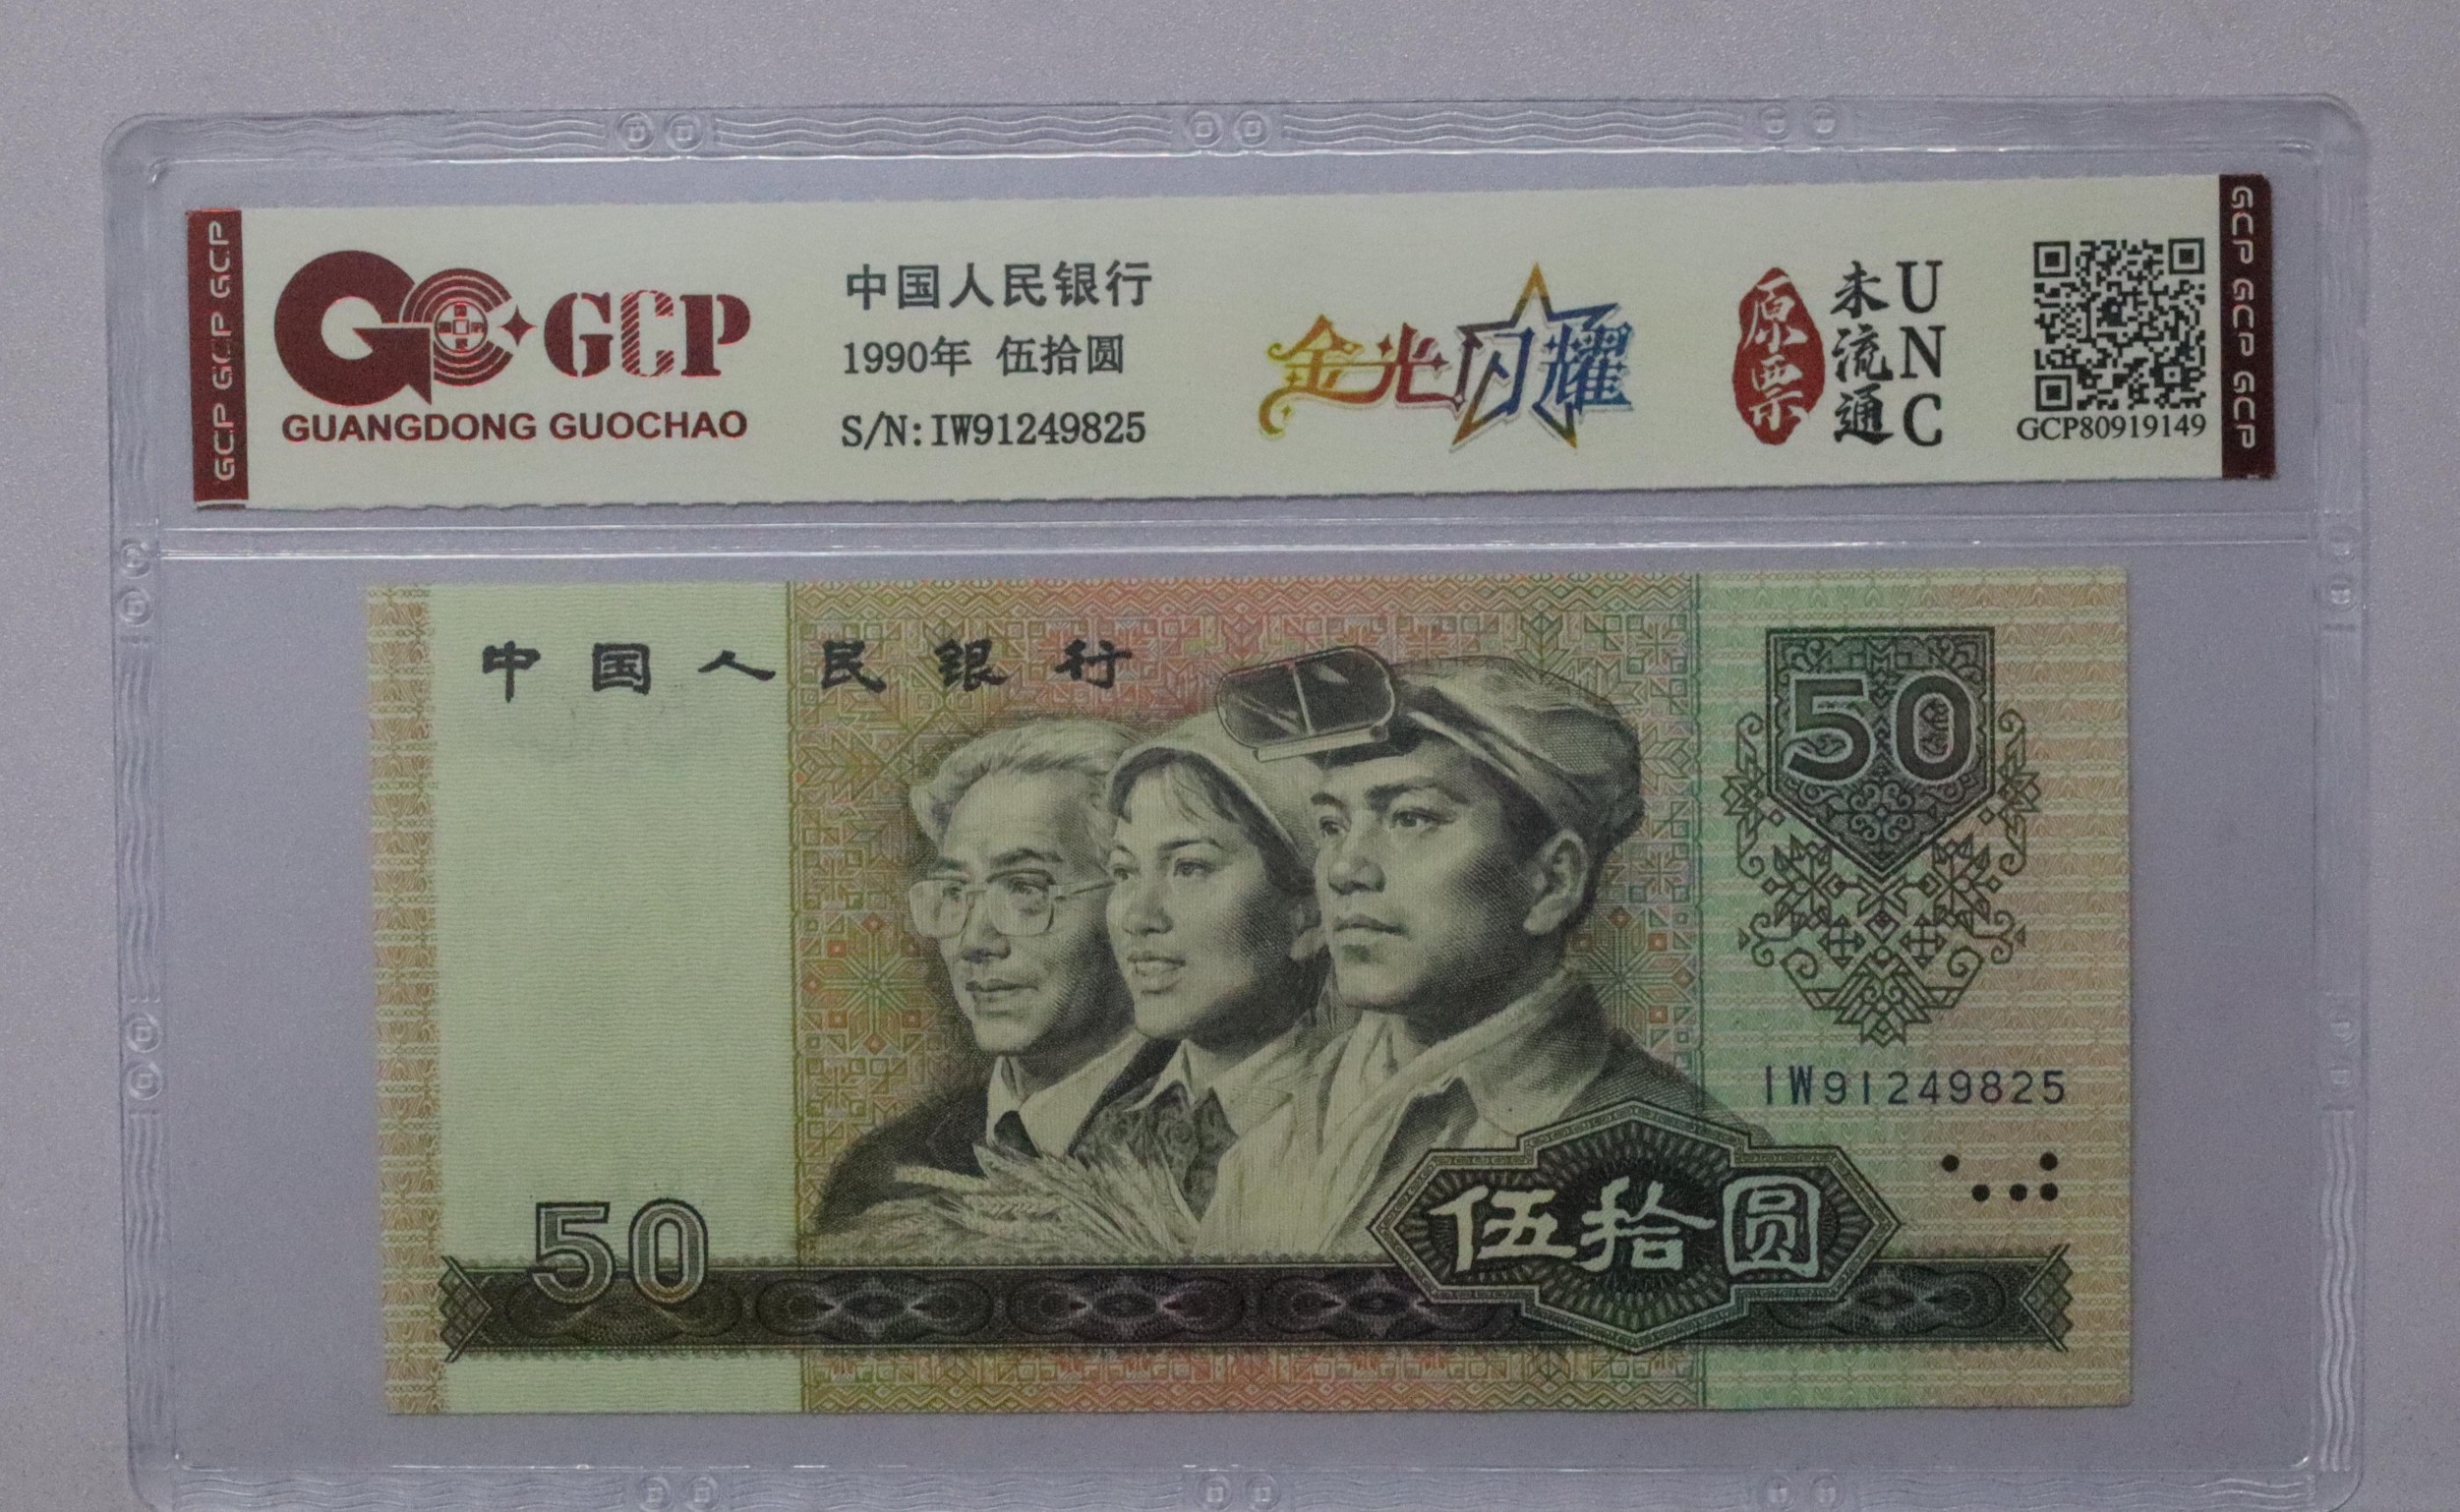 GCP GCP GCP
GCP
GUANGDONG GUOCHAO
中国人民银行
1990年 伍拾圆
S/N:IW91249825
金光闪耀
原票
未流通
UNC
GCP80919149
GCP GCP GCP
中国人民银行
50
IW91249825
50
伍拾圆